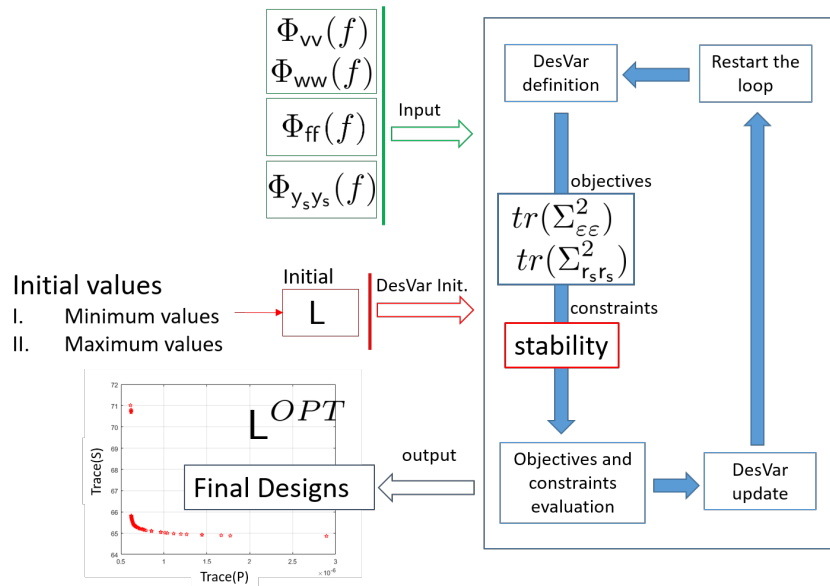 Φvv(f)
Φww(f)
Φff(f)
Φysys(f)
Input
DesVar
definition
Restart the
loop
objectives
tr(Σ²εε)
tr(Σ²rsrs)
constraints
stability
Initial values
I. Minimum values
II. Maximum values
Initial
L
DesVar Init.
L^OPT
Final Designs
output
Objectives and
constraints
evaluation
DesVar
update
72
71
70
69
68
67
66
65
64
Trace(S)
0.5 1 1.5 2 2.5 3
×10⁻⁶
Trace(P)